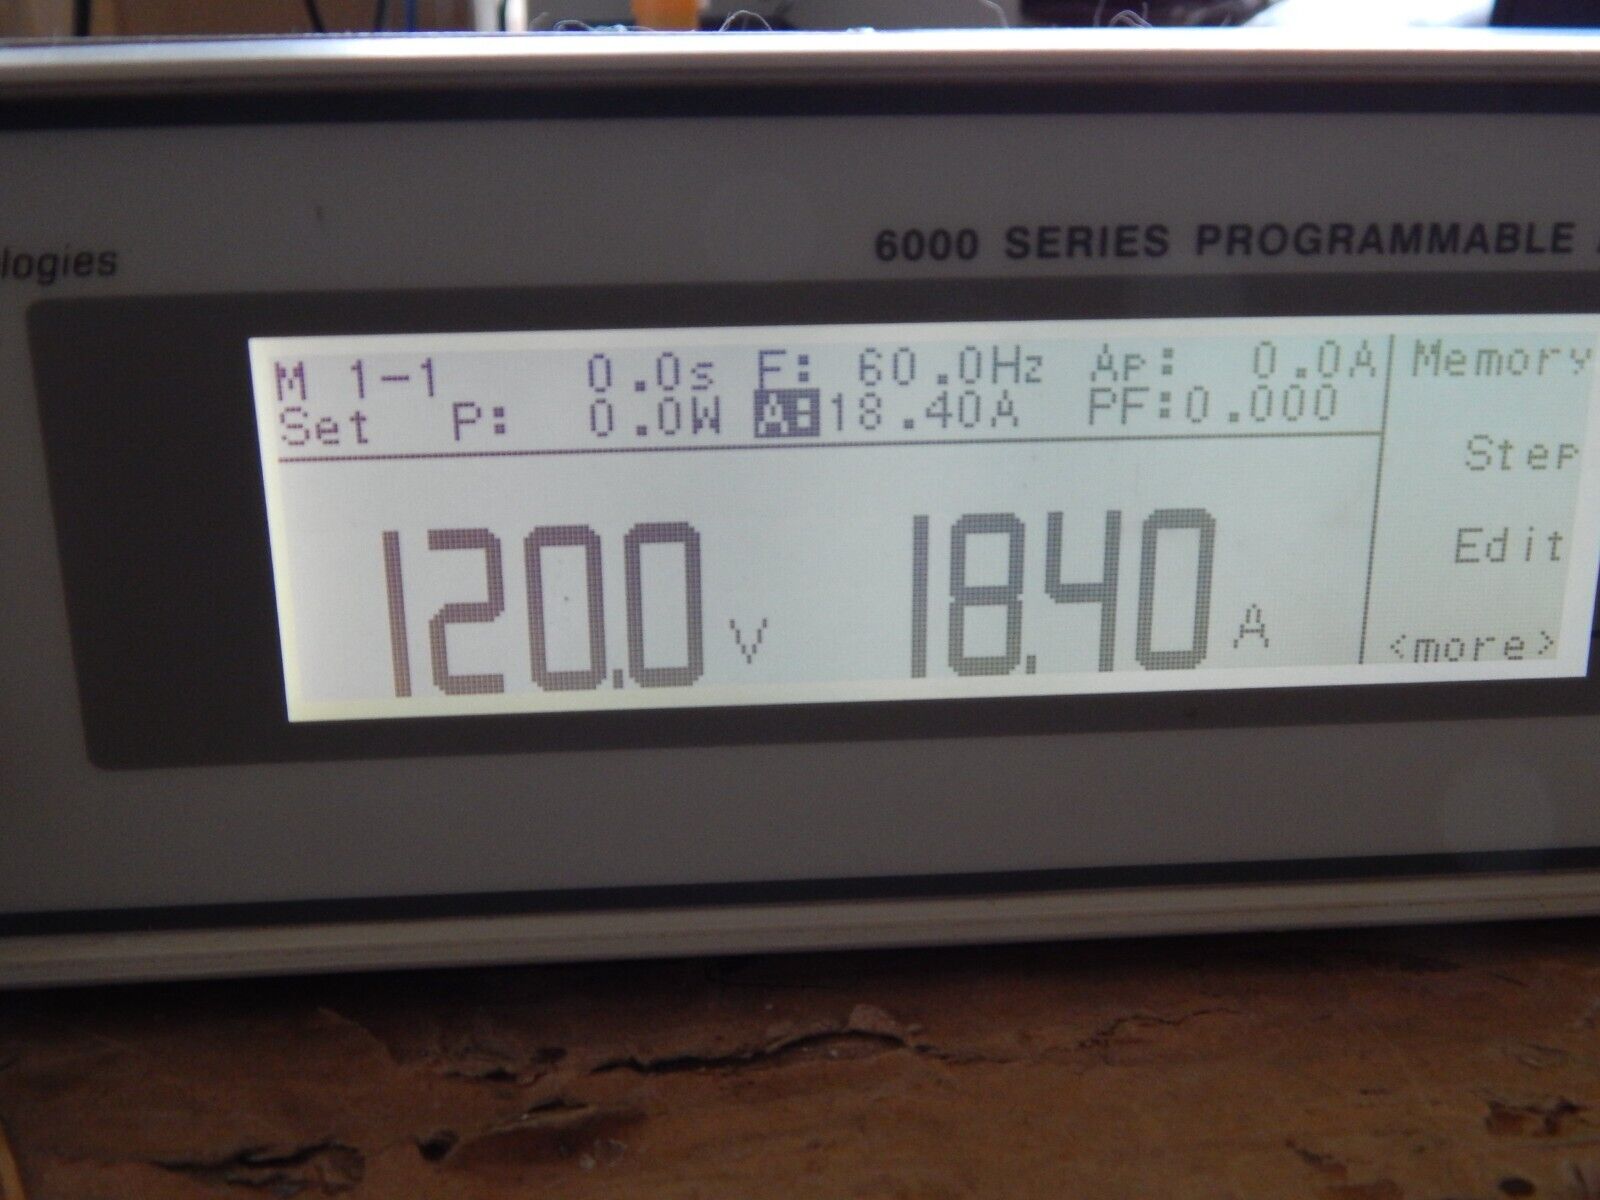 logies
6000 SERIES PROGRAMMABLE
M 1-1 0.0s F: 60.0Hz Ap: 0.0A Memory
Set P: 0.0W A:18.40A PF:0.000
Step
120.0 V 18.40 A
Edit
<more>